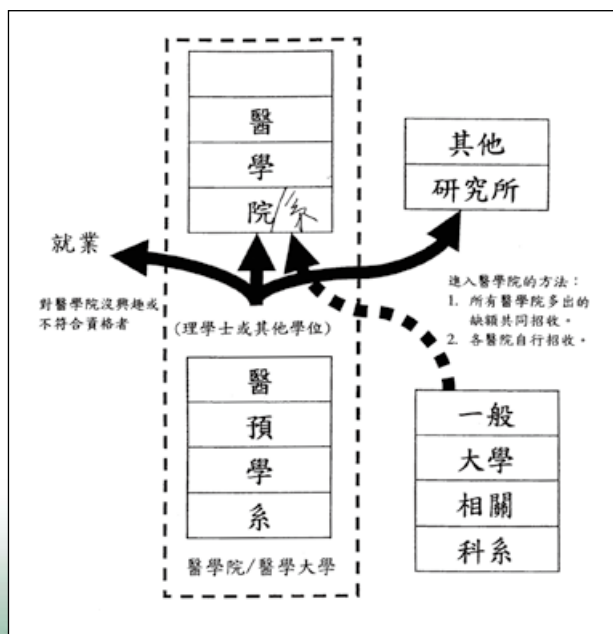 醫
學
院/系
其他
研究所
就業
對醫學院沒興趣或
不符合資格者
(理學士或其他學位)
進入醫學院的方法：
1. 所有醫學院多出的
缺額共同招收。
2. 各醫院自行招收。
醫
預
學
系
醫學院/醫學大學
一般
大學
相關
科系